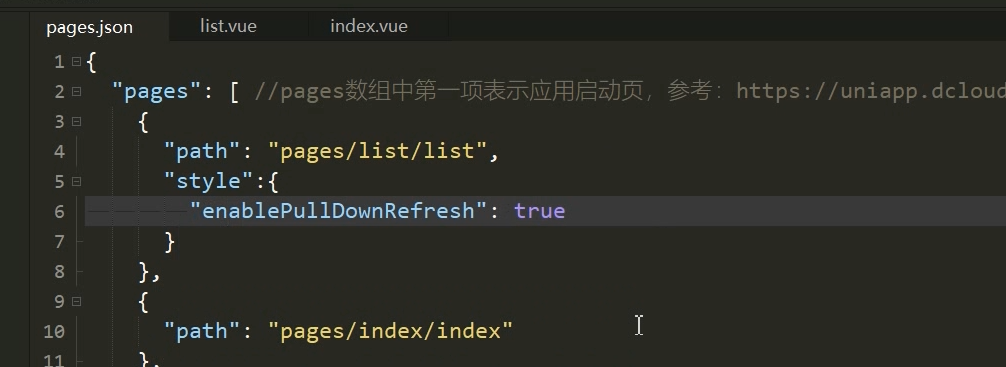 pages.json list.vue index.vue
1 {
2 "pages": [ //pages数组中第一项表示应用启动页，参考：https://uniapp.dcloud
3 {
4 "path": "pages/list/list",
5 "style":{
6 "enablePullDownRefresh": true
7 }
8 },
9 {
10 "path": "pages/index/index"
11 },